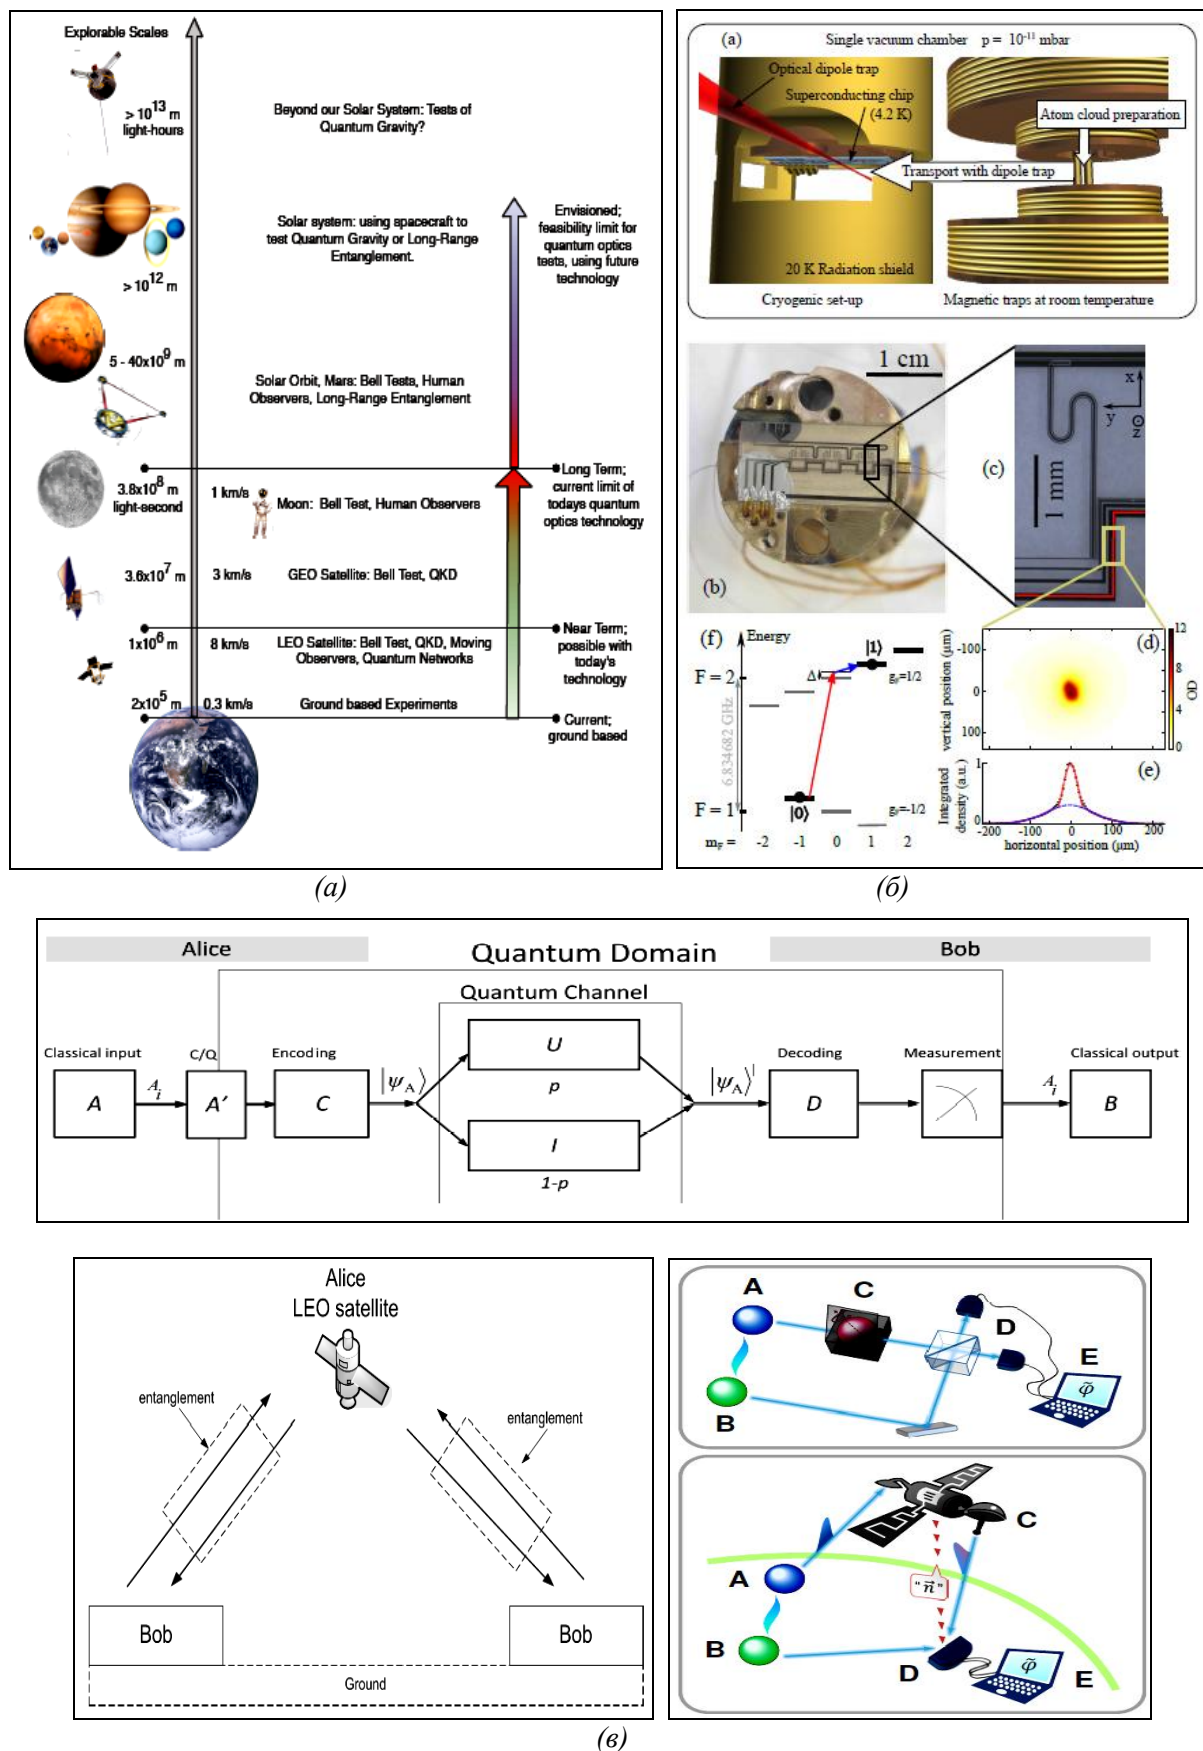 Explorable Scales
> 10^13 m
light-hours
Beyond our Solar System: Tests of
Quantum Gravity?
Solar system: using spacecraft to
test Quantum Gravity or Long-Range
Entanglement.
Envisioned;
feasibility limit for
quantum optics
tests, using future
technology
> 10^12 m
5 - 40x10^9 m
Solar Orbit, Mars: Bell Tests, Human
Observers, Long-Range Entanglement
3.8x10^8 m
light-second
1 km/s
Moon: Bell Test, Human Observers
Long Term;
current limit of
todays quantum
optics technology
3.6x10^7 m
3 km/s
GEO Satellite: Bell Test, QKD
1x10^6 m
8 km/s
LEO Satellite: Bell Test, QKD, Moving
Observers, Quantum Networks
Near Term;
possible with
today's
technology
2x10^5 m
0.3 km/s
Ground based Experiments
Current;
ground based
(а)
(a)
Single vacuum chamber p = 10^-11 mbar
Optical dipole trap
Superconducting chip
(4.2 K)
Atom cloud preparation
Transport with dipole trap
20 K Radiation shield
Cryogenic set-up
Magnetic traps at room temperature
1 cm
(b)
x
y
z
(c)
1 mm
(f)
Energy
|1⟩
F = 2
Δ
g_F=1/2
6.834682 GHz
|0⟩
F = 1
g_F=-1/2
m_F = -2 -1 0 1 2
(d)
vertical position (µm)
-100
0
100
12
8
4
0
OD
(e)
Integrated
density (a.u.)
1
0
-200 -100 0 100 200
horizontal position (µm)
(б)
Alice
Quantum Domain
Bob
Quantum Channel
Classical input
C/Q
Encoding
Decoding
Measurement
Classical output
A
A_i
A'
C
|ψ_A⟩
U
p
I
1-p
|ψ_A⟩|
D
A_i
B
Alice
LEO satellite
entanglement
entanglement
Bob
Bob
Ground
A
C
D
E
φ̃
B
C
A
"n⃗"
B
D
φ̃
E
(в)